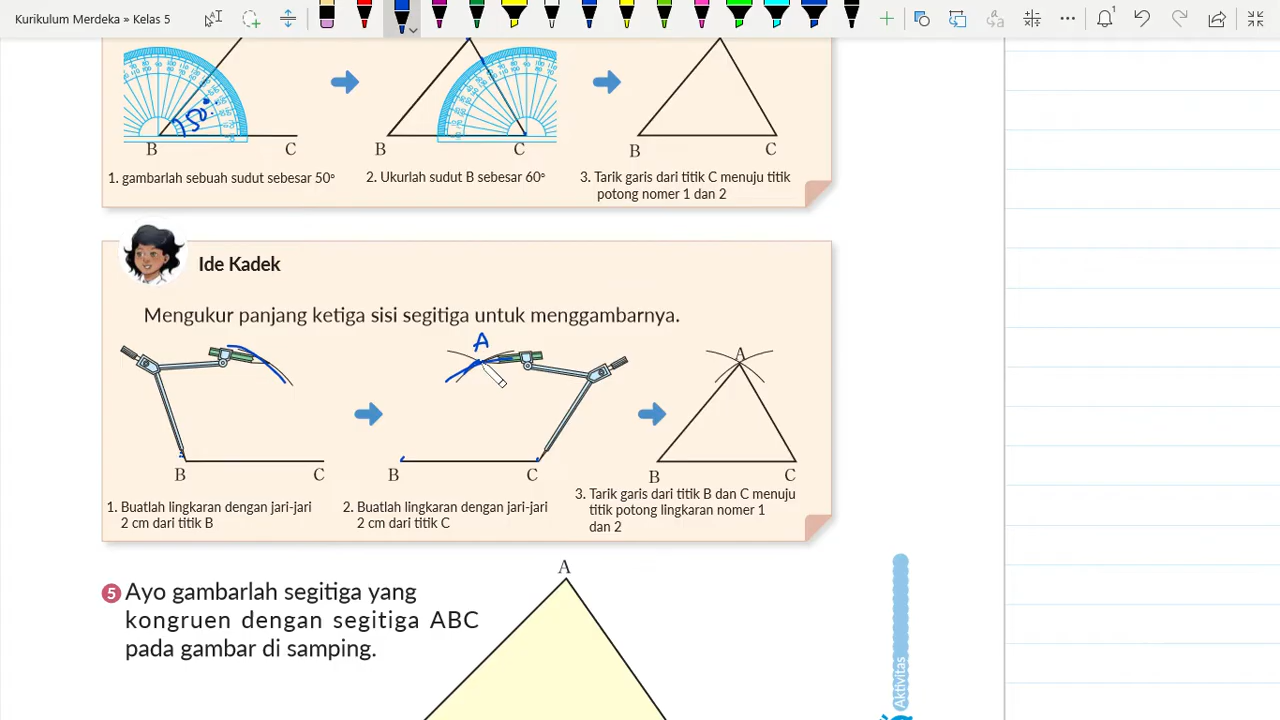 Kurikulum Merdeka » Kelas 5
50°
B
C
B
C
B
C
1. gambarlah sebuah sudut sebesar 50°
2. Ukurlah sudut B sebesar 60°
3. Tarik garis dari titik C menuju titik
potong nomer 1 dan 2
Ide Kadek
Mengukur panjang ketiga sisi segitiga untuk menggambarnya.
A
A
B
C
B
C
B
C
1. Buatlah lingkaran dengan jari-jari
2 cm dari titik B
2. Buatlah lingkaran dengan jari-jari
2 cm dari titik C
3. Tarik garis dari titik B dan C menuju
titik potong lingkaran nomer 1
dan 2
A
5 Ayo gambarlah segitiga yang
kongruen dengan segitiga ABC
pada gambar di samping.
Aktivitas